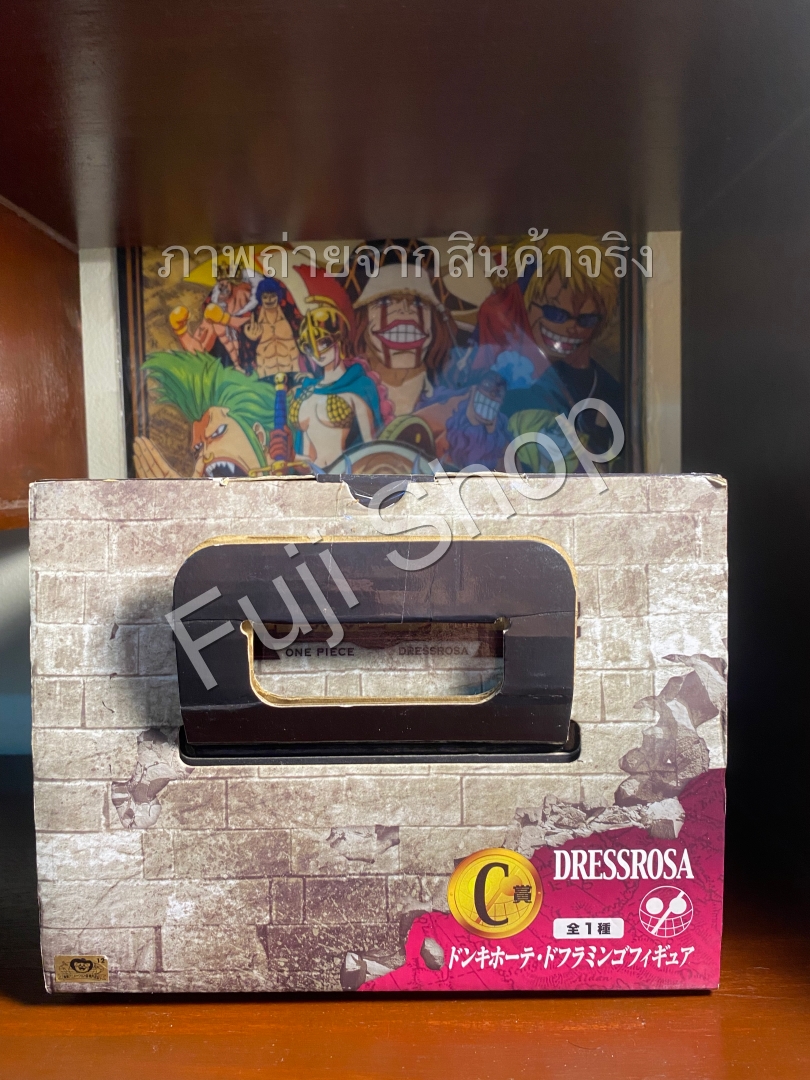 ภาพถ่ายจากสินค้าจริง
Fuji Shop
ONE PIECE DRESSROSA
DRESSROSA
C賞
全1種
ドンキホーテ・ドフラミンゴフィギュア
12